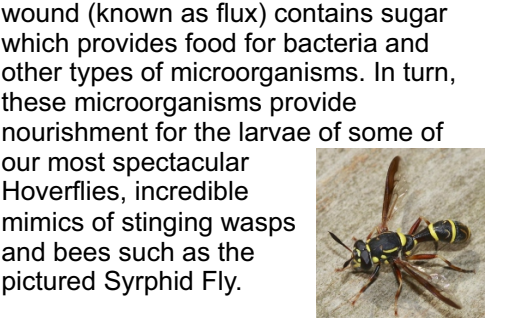 wound (known as flux) contains sugar
which provides food for bacteria and
other types of microorganisms. In turn,
these microorganisms provide
nourishment for the larvae of some of
our most spectacular
Hoverflies, incredible
mimics of stinging wasps
and bees such as the
pictured Syrphid Fly.